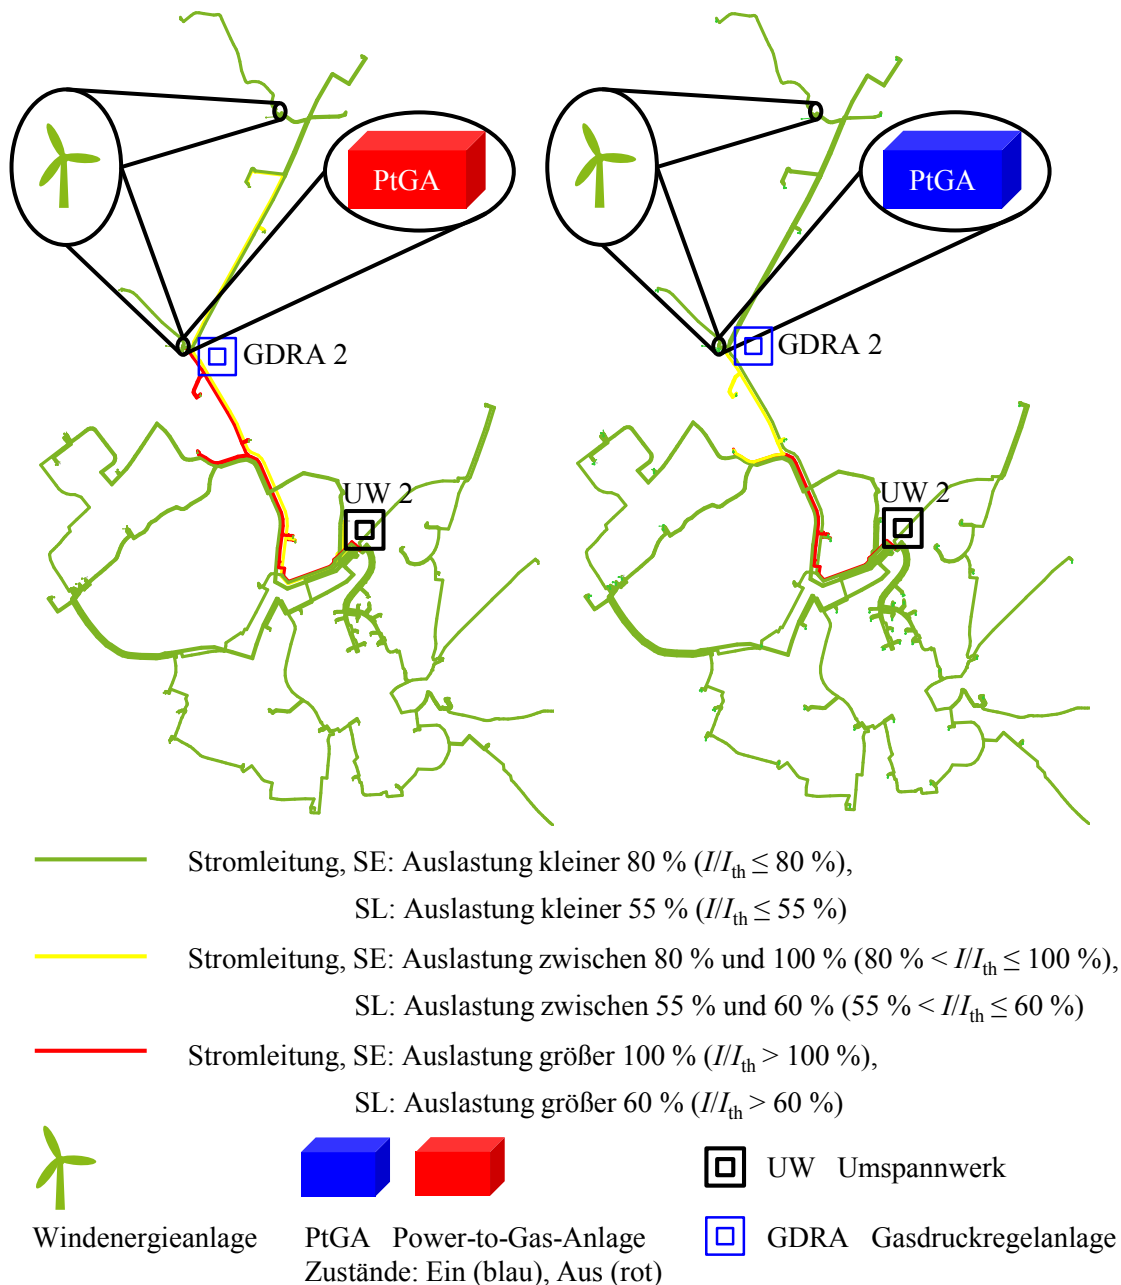 PtGA
PtGA
GDRA 2
GDRA 2
UW 2
UW 2
Stromleitung, SE: Auslastung kleiner 80 % (I/Ith ≤ 80 %),
SL: Auslastung kleiner 55 % (I/Ith ≤ 55 %)
Stromleitung, SE: Auslastung zwischen 80 % und 100 % (80 % < I/Ith ≤ 100 %),
SL: Auslastung zwischen 55 % und 60 % (55 % < I/Ith ≤ 60 %)
Stromleitung, SE: Auslastung größer 100 % (I/Ith > 100 %),
SL: Auslastung größer 60 % (I/Ith > 60 %)
UW Umspannwerk
Windenergieanlage
PtGA Power-to-Gas-Anlage
GDRA Gasdruckregelanlage
Zustände: Ein (blau), Aus (rot)